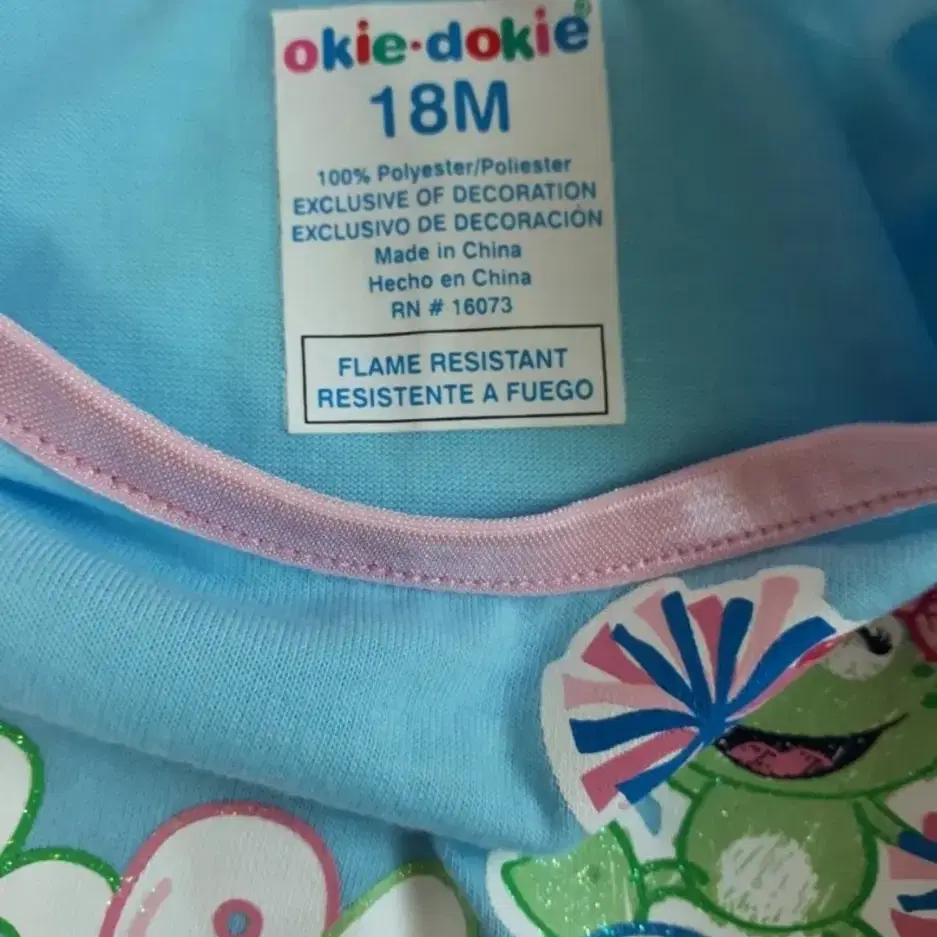 okie·dokie®
18M
100% Polyester/Poliester
EXCLUSIVE OF DECORATION
EXCLUSIVO DE DECORACIÓN
Made in China
Hecho en China
RN # 16073
FLAME RESISTANT
RESISTENTE A FUEGO